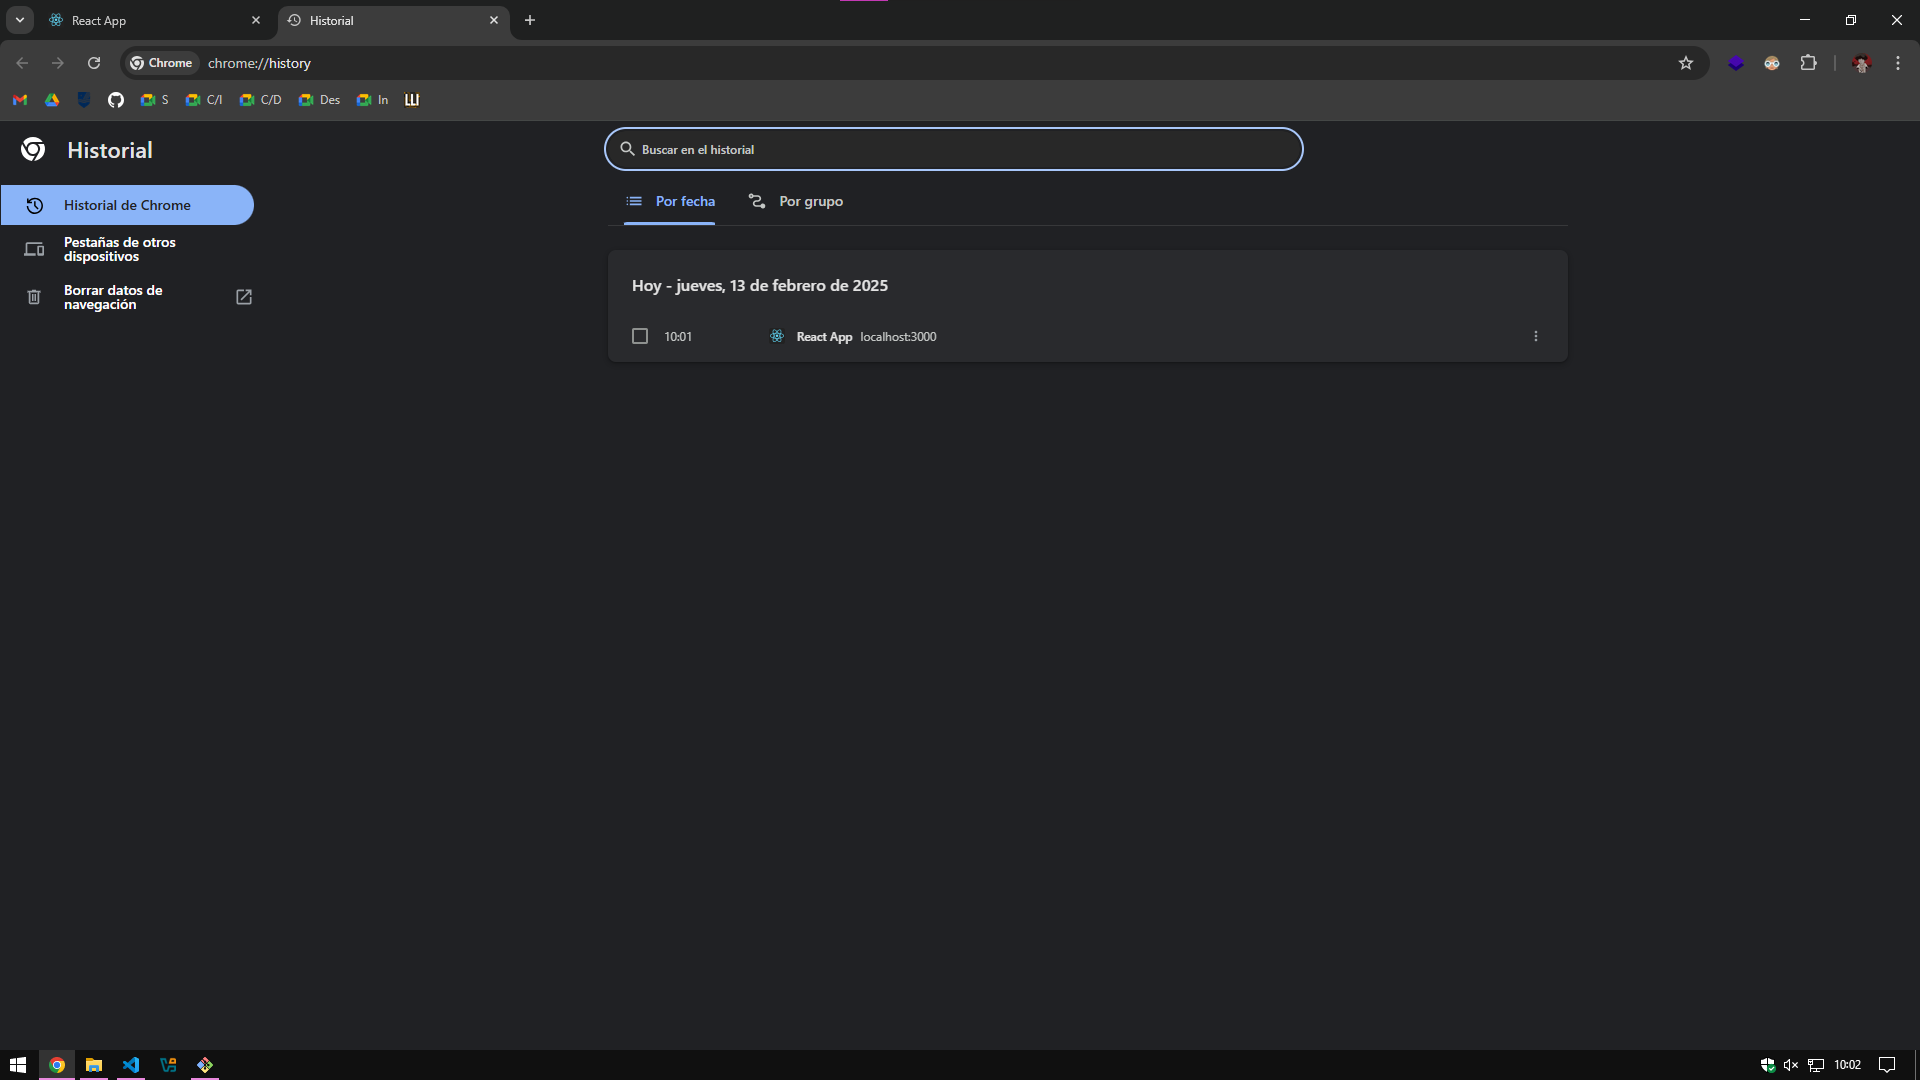 React App
Historial
Chrome
chrome://history
S
C/I
C/D
Des
In
Historial
Buscar en el historial
Historial de Chrome
Por fecha
Por grupo
Pestañas de otros
dispositivos
Borrar datos de
navegación
Hoy - jueves, 13 de febrero de 2025
10:01
React App localhost:3000
10:02